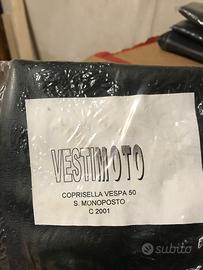 VESTIMOTO
COPRISELLA VESPA 50
S. MONOPOSTO
C 2001
subito